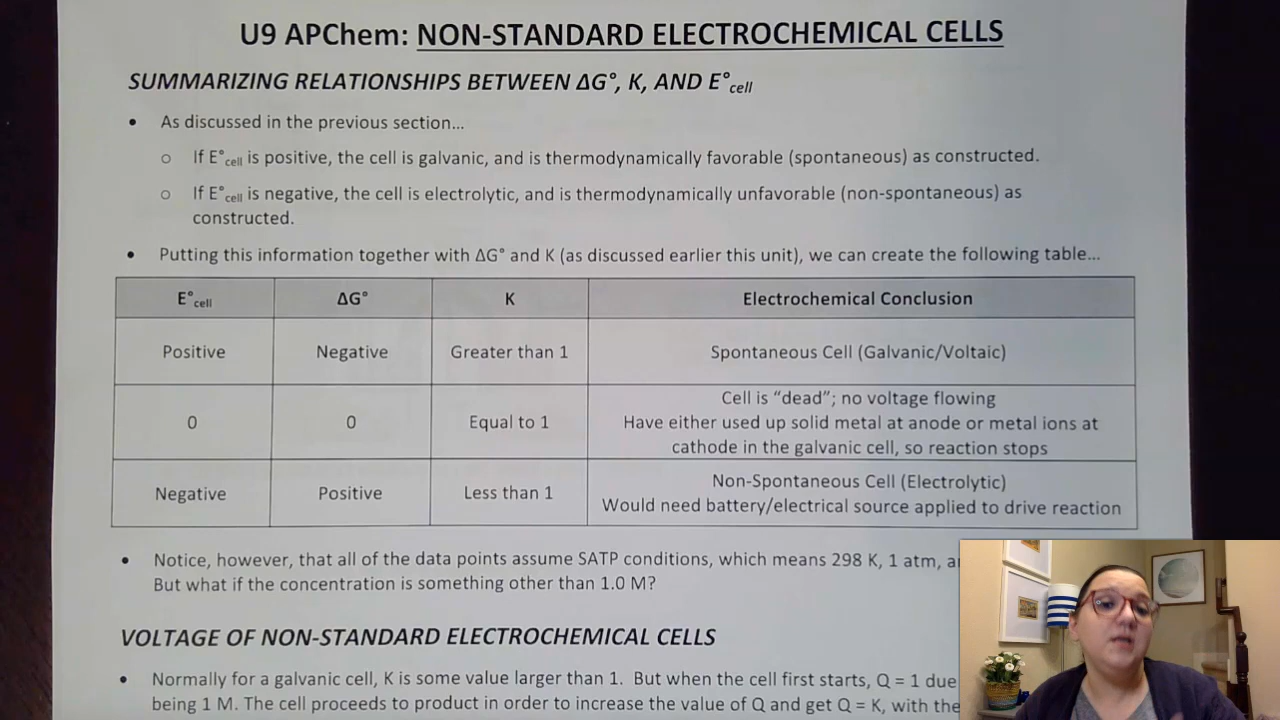 U9 APChem: NON-STANDARD ELECTROCHEMICAL CELLS
SUMMARIZING RELATIONSHIPS BETWEEN ΔG°, K, AND E°cell
• As discussed in the previous section...
o If E°cell is positive, the cell is galvanic, and is thermodynamically favorable (spontaneous) as constructed.
o If E°cell is negative, the cell is electrolytic, and is thermodynamically unfavorable (non-spontaneous) as
constructed.
• Putting this information together with ΔG° and K (as discussed earlier this unit), we can create the following table...
E°cell ΔG° K Electrochemical Conclusion
Positive Negative Greater than 1 Spontaneous Cell (Galvanic/Voltaic)
Cell is "dead"; no voltage flowing
0 0 Equal to 1 Have either used up solid metal at anode or metal ions at
cathode in the galvanic cell, so reaction stops
Negative Positive Less than 1 Non-Spontaneous Cell (Electrolytic)
Would need battery/electrical source applied to drive reaction
• Notice, however, that all of the data points assume SATP conditions, which means 298 K, 1 atm,
But what if the concentration is something other than 1.0 M?
VOLTAGE OF NON-STANDARD ELECTROCHEMICAL CELLS
• Normally for a galvanic cell, K is some value larger than 1. But when the cell first starts, Q = 1 due
being 1 M. The cell proceeds to product in order to increase the value of Q and get Q = K, with the